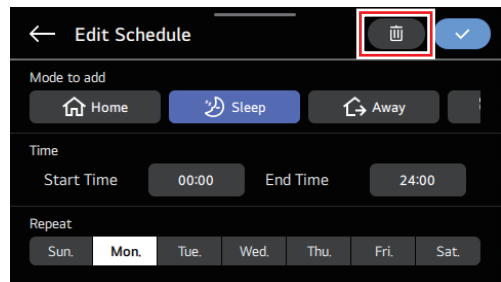 Edit Schedule
Mode to add
Home Sleep Away
Time
Start Time 00:00 End Time 24:00
Repeat
Sun. Mon. Tue. Wed. Thu. Fri. Sat.